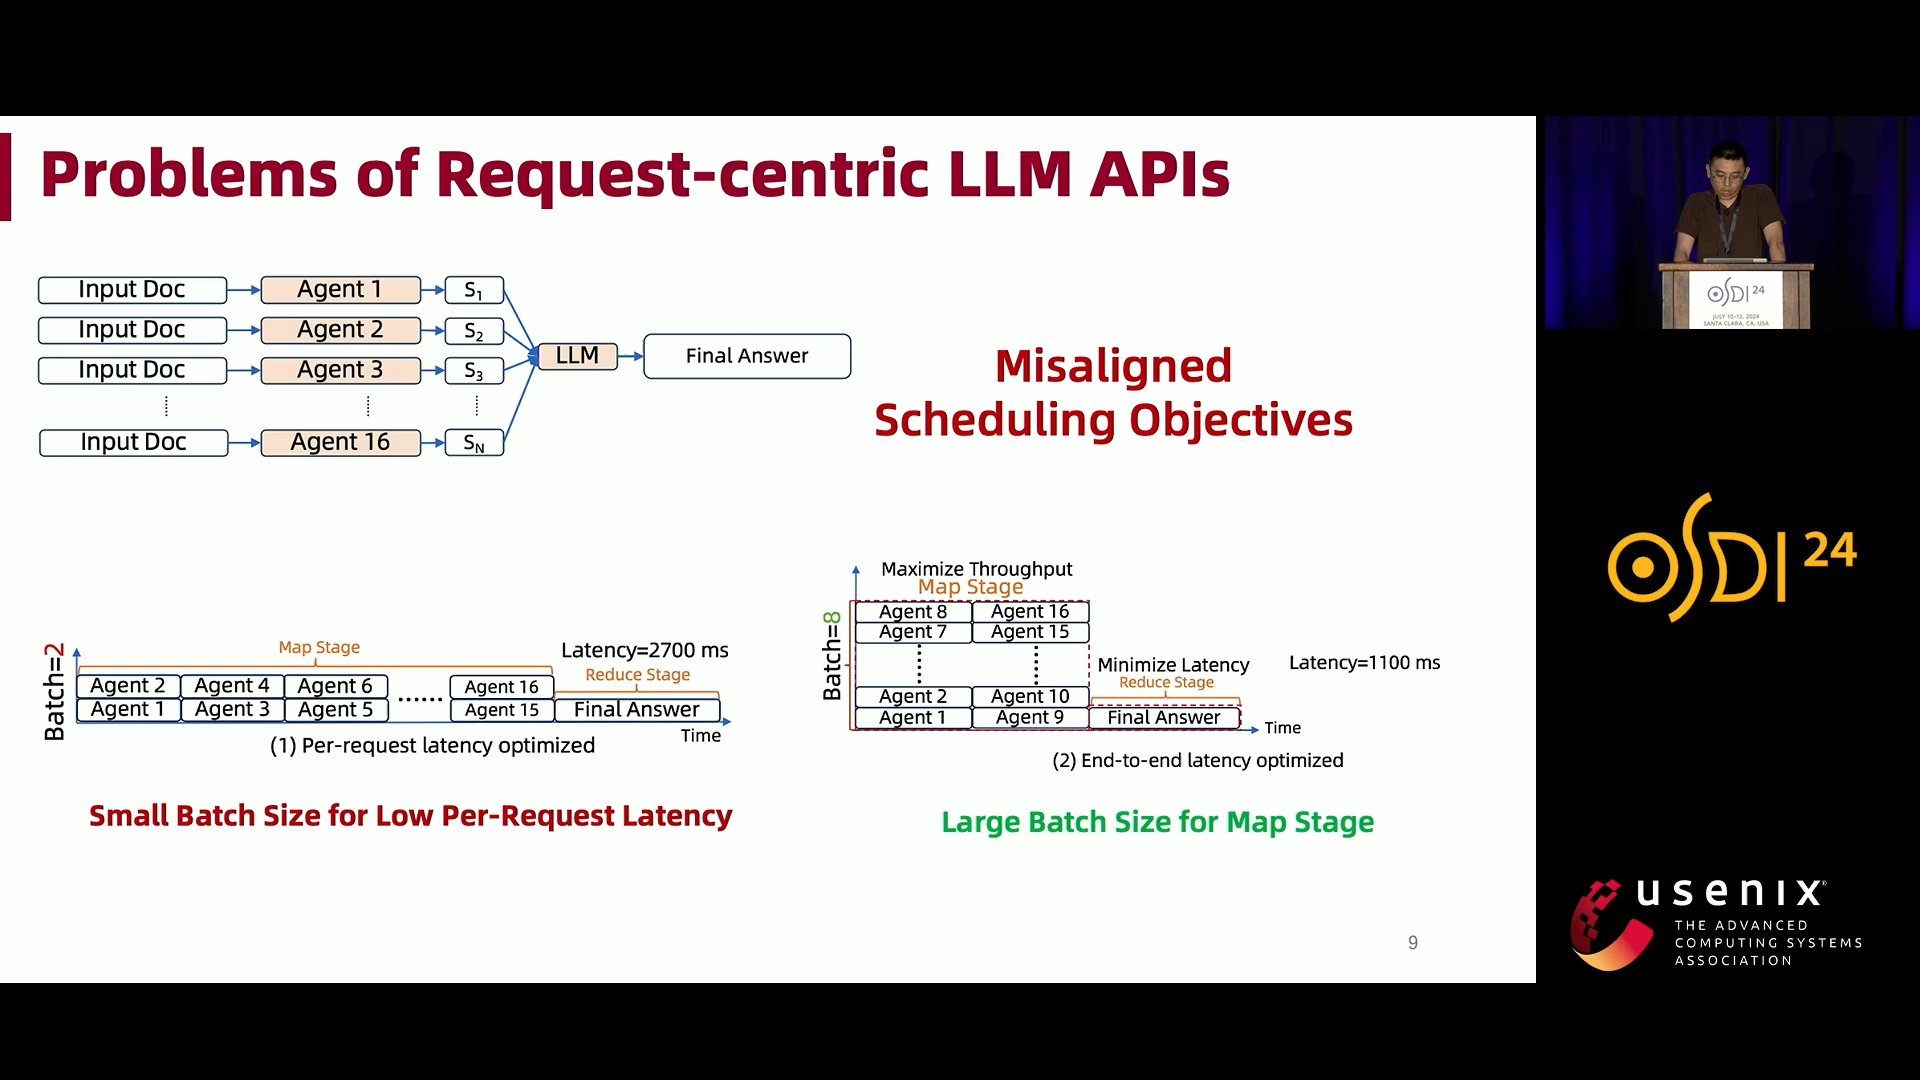 Problems of Request-centric LLM APIs
Input Doc Agent 1 S1
Input Doc Agent 2 S2
Input Doc Agent 3 S3
Input Doc Agent 16 SN
LLM Final Answer
Misaligned
Scheduling Objectives
Batch=2
Map Stage
Latency=2700 ms
Reduce Stage
Agent 2 Agent 4 Agent 6 ...... Agent 16
Agent 1 Agent 3 Agent 5 Agent 15 Final Answer
Time
(1) Per-request latency optimized
Small Batch Size for Low Per-Request Latency
Maximize Throughput
Map Stage
Batch=8
Agent 8 Agent 16
Agent 7 Agent 15
Agent 2 Agent 10
Agent 1 Agent 9 Final Answer
Minimize Latency
Reduce Stage
Latency=1100 ms
Time
(2) End-to-end latency optimized
Large Batch Size for Map Stage
9
OSDI 24
JULY 10–12, 2024
SANTA CLARA, CA, USA
OSDI 24
usenix®
THE ADVANCED
COMPUTING SYSTEMS
ASSOCIATION